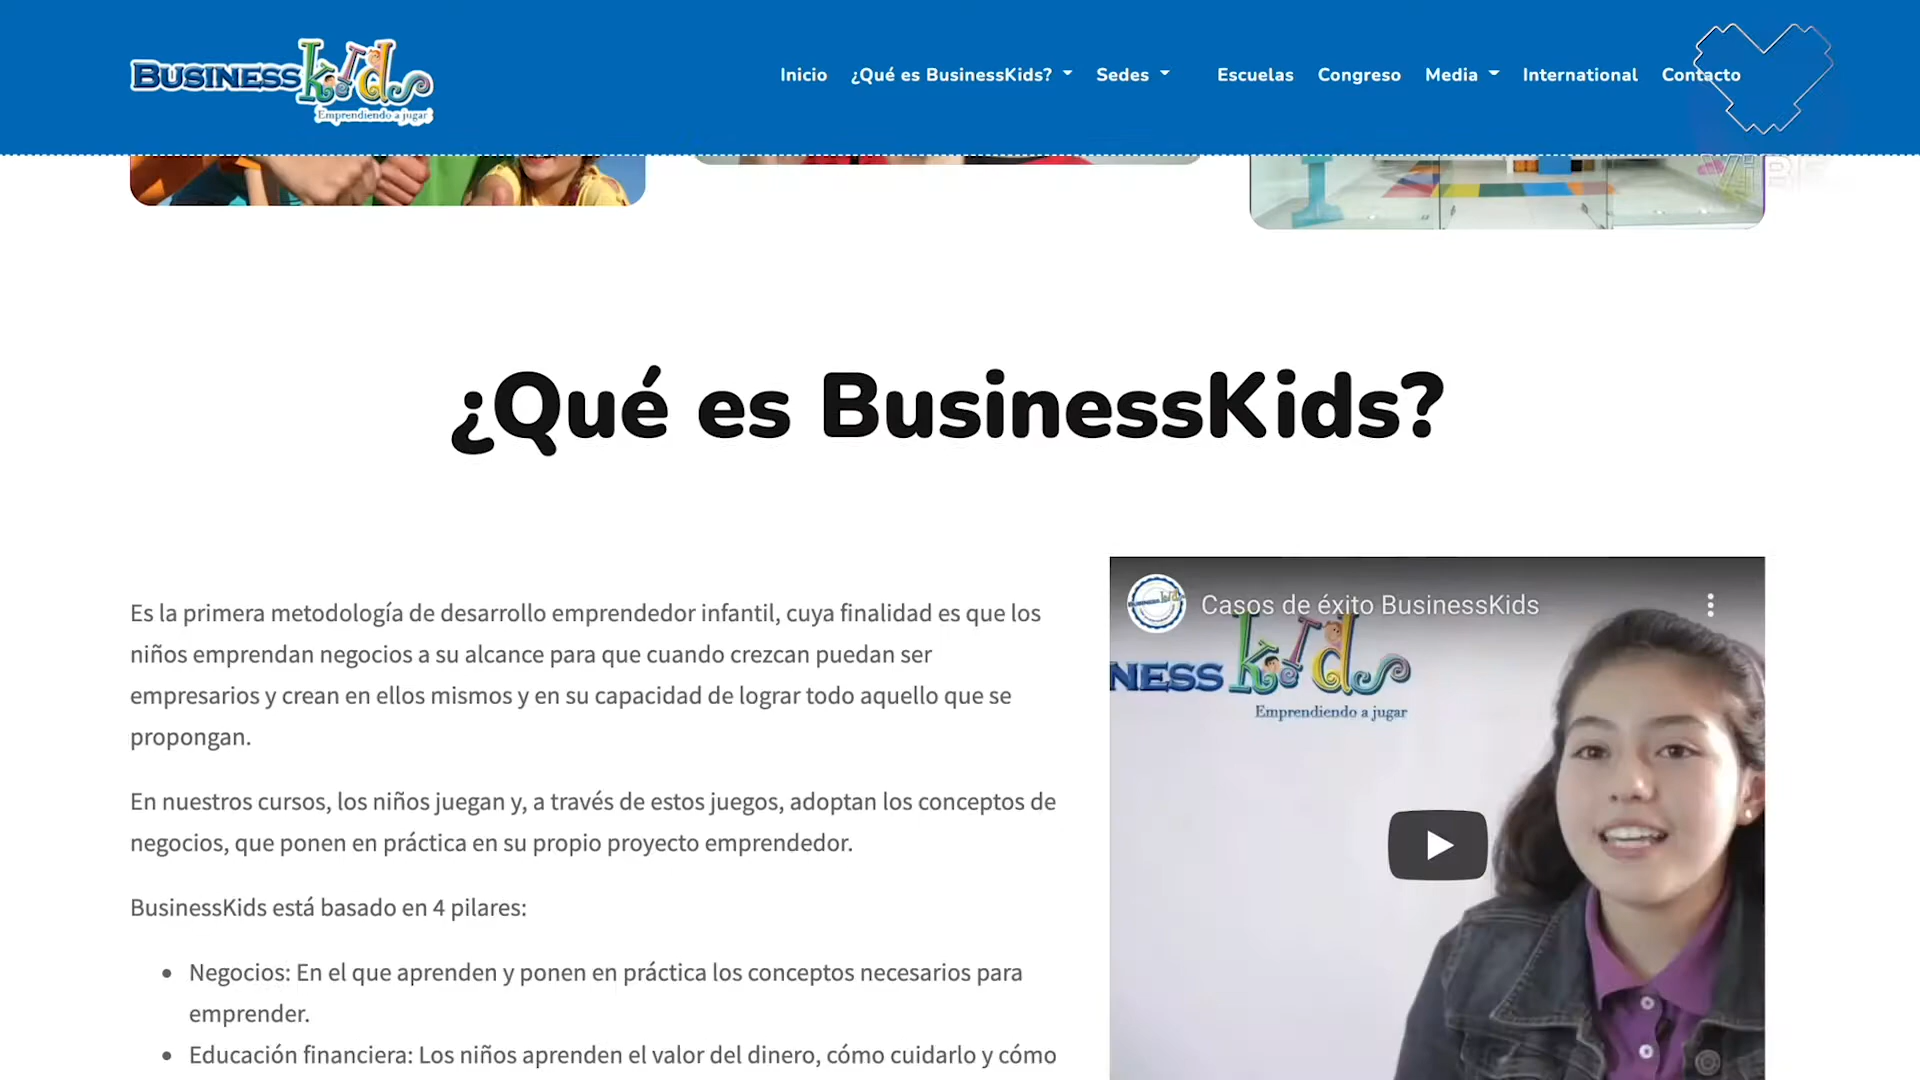 BUSINESS Kids
Emprendiendo a jugar
Inicio ¿Qué es BusinessKids? Sedes Escuelas Congreso Media International Contacto
¿Qué es BusinessKids?
Es la primera metodología de desarrollo emprendedor infantil, cuya finalidad es que los
niños emprendan negocios a su alcance para que cuando crezcan puedan ser
empresarios y crean en ellos mismos y en su capacidad de lograr todo aquello que se
propongan.
En nuestros cursos, los niños juegan y, a través de estos juegos, adoptan los conceptos de
negocios, que ponen en práctica en su propio proyecto emprendedor.
BusinessKids está basado en 4 pilares:
• Negocios: En el que aprenden y ponen en práctica los conceptos necesarios para
emprender.
• Educación financiera: Los niños aprenden el valor del dinero, cómo cuidarlo y cómo
Casos de éxito BusinessKids
NESS Kids
Emprendiendo a jugar